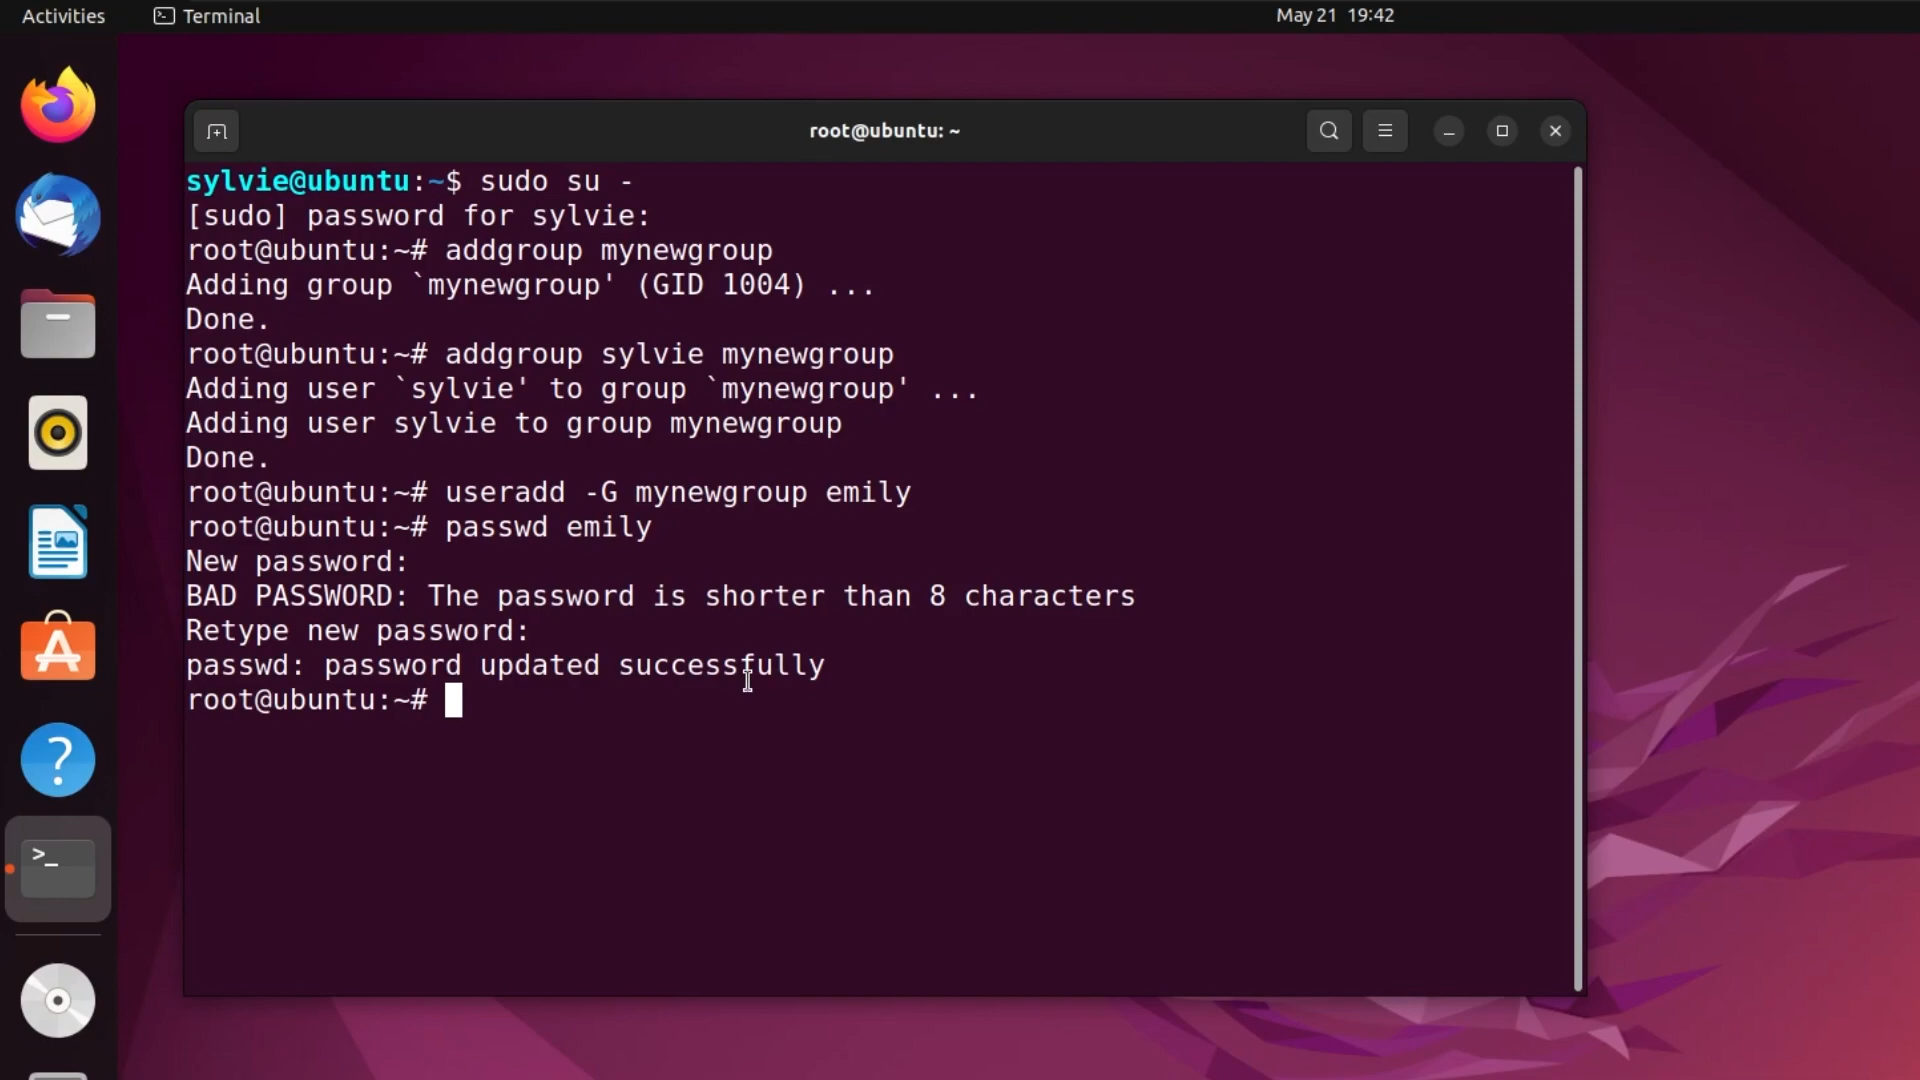 Activities
Terminal
May 21 19:42
root@ubuntu: ~
sylvie@ubuntu:~$ sudo su -
[sudo] password for sylvie:
root@ubuntu:~# addgroup mynewgroup
Adding group `mynewgroup' (GID 1004) ...
Done.
root@ubuntu:~# addgroup sylvie mynewgroup
Adding user `sylvie' to group `mynewgroup' ...
Adding user sylvie to group mynewgroup
Done.
root@ubuntu:~# useradd -G mynewgroup emily
root@ubuntu:~# passwd emily
New password:
BAD PASSWORD: The password is shorter than 8 characters
Retype new password:
passwd: password updated successfully
root@ubuntu:~#